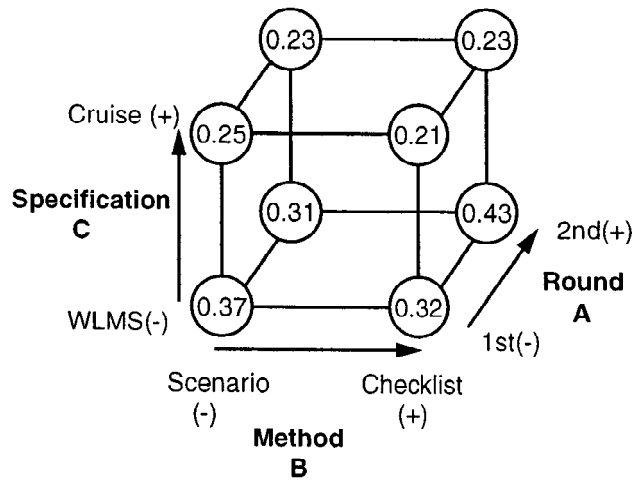 0.23 0.23
Cruise (+)
0.25 0.21
Specification
C
0.31 0.43
2nd(+)
Round
A
WLMS(-)
0.37 0.32
1st(-)
Scenario
(-)
Checklist
(+)
Method
B